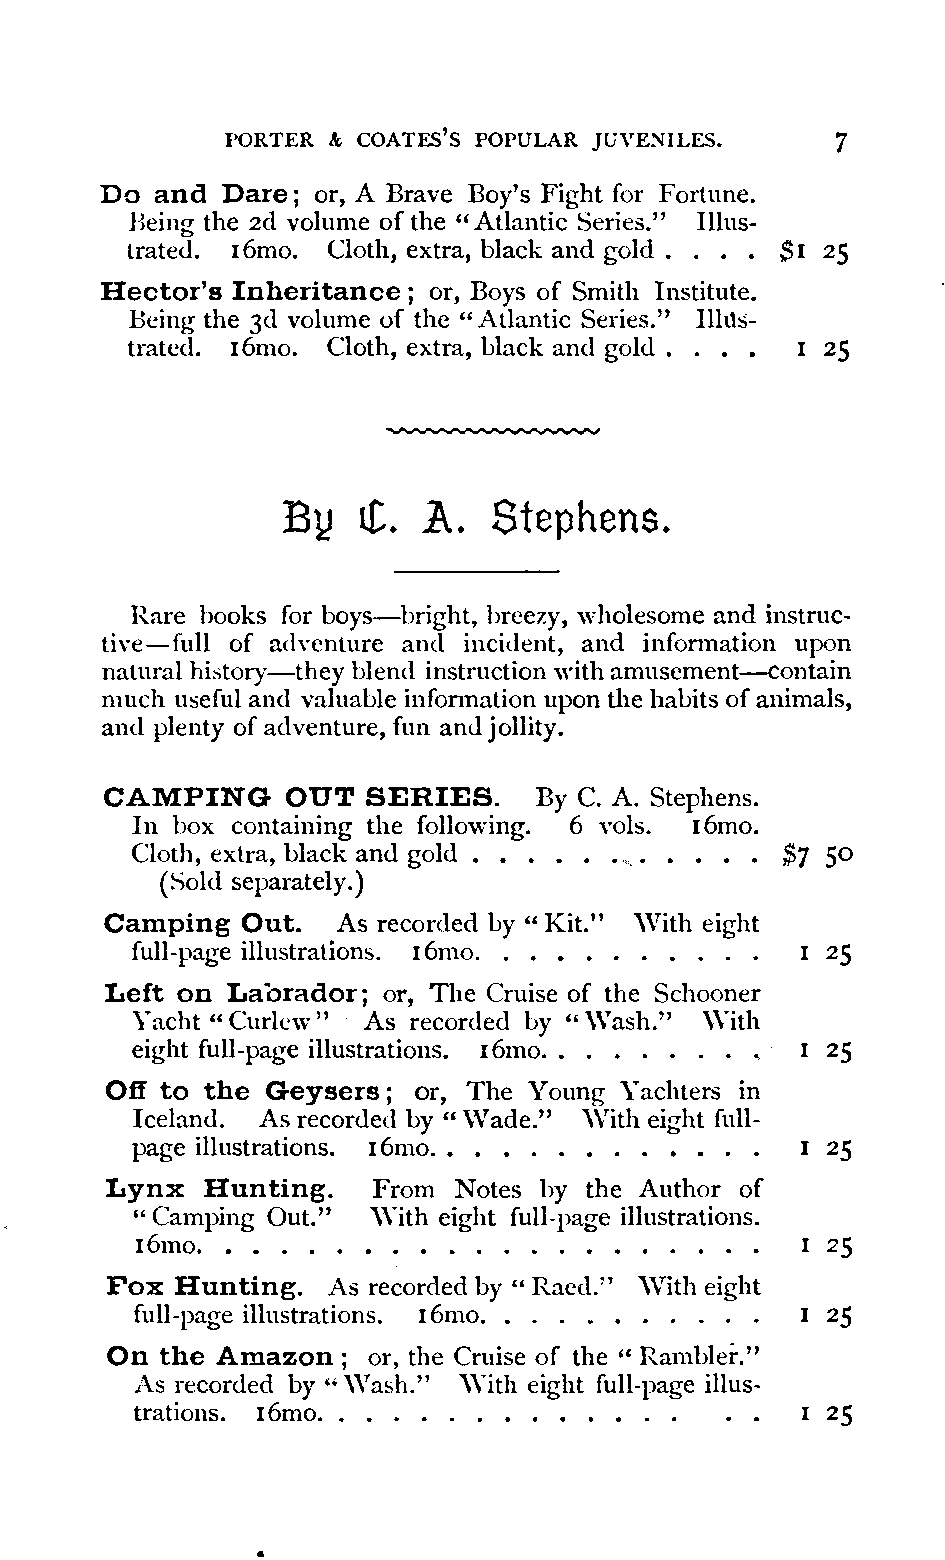 PORTER & COATES'S POPULAR JUVENILES. 7
Do and Dare; or, A Brave Boy's Fight for Fortune.
Being the 2d volume of the "Atlantic Series." Illus-
trated. 16mo. Cloth, extra, black and gold . . . . $1 25
Hector's Inheritance; or, Boys of Smith Institute.
Being the 3d volume of the "Atlantic Series." Illus-
trated. 16mo. Cloth, extra, black and gold . . . . 1 25
By C. A. Stephens.
Rare books for boys—bright, breezy, wholesome and instruc-
tive—full of adventure and incident, and information upon
natural history—they blend instruction with amusement—contain
much useful and valuable information upon the habits of animals,
and plenty of adventure, fun and jollity.
CAMPING OUT SERIES. By C. A. Stephens.
In box containing the following. 6 vols. 16mo.
Cloth, extra, black and gold . . . . . . . . . . . $7 50
(Sold separately.)
Camping Out. As recorded by "Kit." With eight
full-page illustrations. 16mo. . . . . . . . . . . 1 25
Left on Labrador; or, The Cruise of the Schooner
Yacht "Curlew" As recorded by "Wash." With
eight full-page illustrations. 16mo. . . . . . . . . 1 25
Off to the Geysers; or, The Young Yachters in
Iceland. As recorded by "Wade." With eight full-
page illustrations. 16mo. . . . . . . . . . . . . 1 25
Lynx Hunting. From Notes by the Author of
"Camping Out." With eight full-page illustrations.
16mo. . . . . . . . . . . . . . . . . . . . . 1 25
Fox Hunting. As recorded by "Raed." With eight
full-page illustrations. 16mo. . . . . . . . . . . 1 25
On the Amazon; or, the Cruise of the "Rambler."
As recorded by "Wash." With eight full-page illus-
trations. 16mo. . . . . . . . . . . . . . . . 1 25